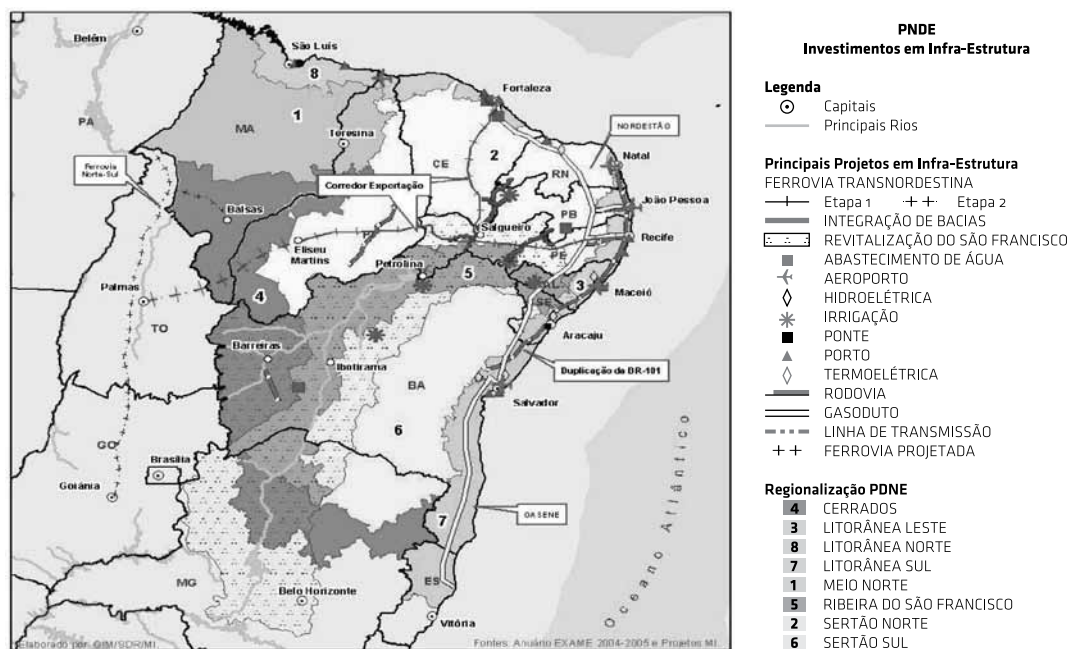 Belém
São Luís
8
Fortaleza
1
PA
MA
Teresina
NORDESTÃO
CE
2
Natal
RN
Ferrovia
Norte-Sul
Corredor Exportação
João Pessoa
Balsas
PB
Salgueiro
Eliseu
Martins
Recife
PE
Petrolina
5
Palmas
4
3
AL
Maceió
TO
SE
Aracaju
Barreiras
Ibotirama
BA
Duplicação da BR-101
Salvador
6
GO
Brasília
Goiânia
7
GASENE
MG
ES
Belo Horizonte
Vitória
Oceano Atlântico
Elaborado por: GIM/SDR/MI.
Fontes: Anuário EXAME 2004-2005 e Projetos MI.
PNDE
Investimentos em Infra-Estrutura
Legenda
Capitais
Principais Rios
Principais Projetos em Infra-Estrutura
FERROVIA TRANSNORDESTINA
Etapa 1 Etapa 2
INTEGRAÇÃO DE BACIAS
REVITALIZAÇÃO DO SÃO FRANCISCO
ABASTECIMENTO DE ÁGUA
AEROPORTO
HIDROELÉTRICA
IRRIGAÇÃO
PONTE
PORTO
TERMOELÉTRICA
RODOVIA
GASODUTO
LINHA DE TRANSMISSÃO
FERROVIA PROJETADA
Regionalização PDNE
4 CERRADOS
3 LITORÂNEA LESTE
8 LITORÂNEA NORTE
7 LITORÂNEA SUL
1 MEIO NORTE
5 RIBEIRA DO SÃO FRANCISCO
2 SERTÃO NORTE
6 SERTÃO SUL